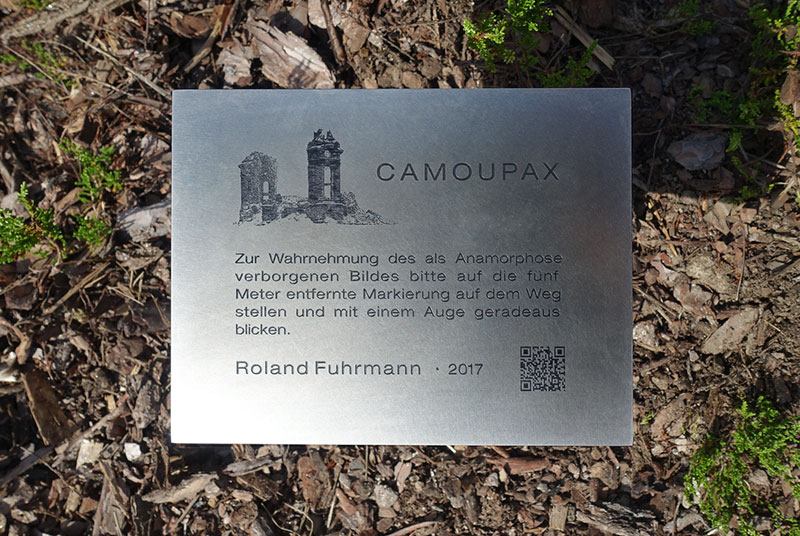 CAMOUPAX
Zur Wahrnehmung des als Anamorphose
verborgenen Bildes bitte auf die fünf
Meter entfernte Markierung auf dem Weg
stellen und mit einem Auge geradeaus
blicken.
Roland Fuhrmann · 2017